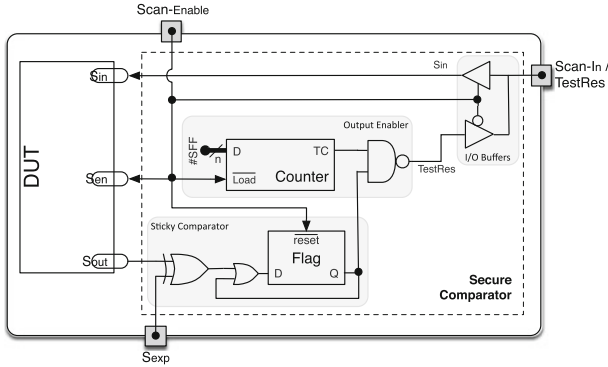 Scan-Enable
Sin
Sin
Scan-In /
TestRes
DUT
Output Enabler
#SFF
n
D
TC
Load
Counter
I/O Buffers
TestRes
Sen
Sticky Comparator
reset
Flag
D
Q
Sout
Secure
Comparator
Sexp